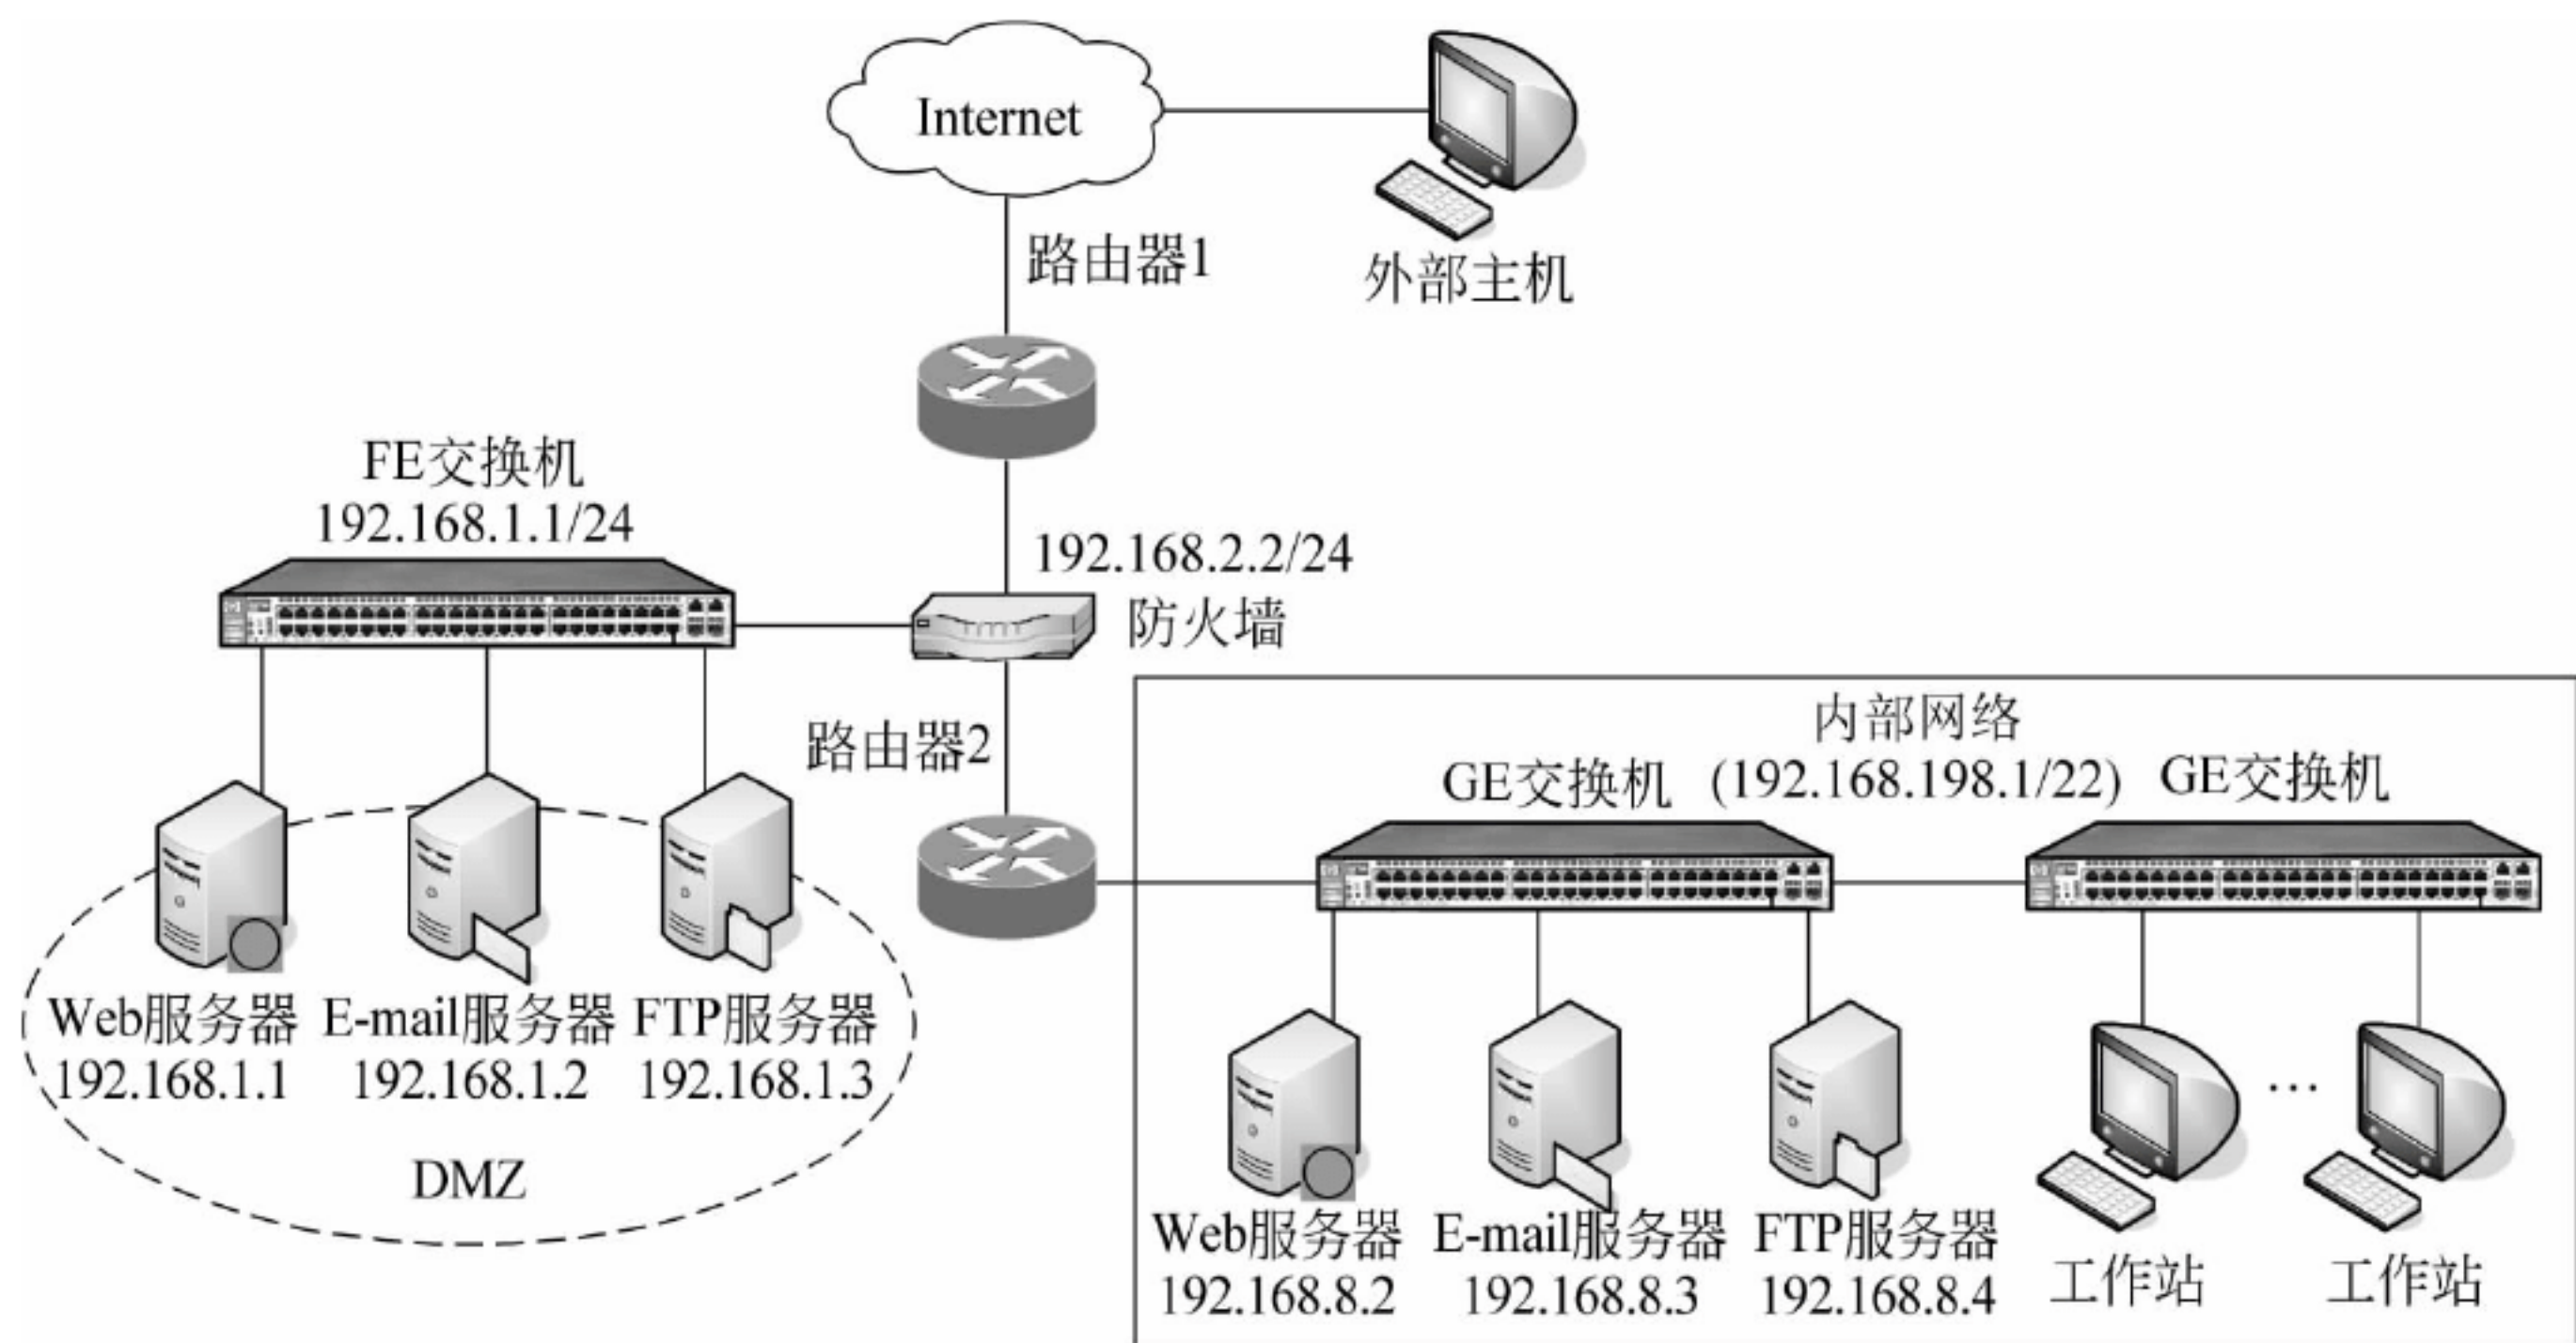 Internet
外部主机
路由器1
FE交换机
192.168.1.1/24
192.168.2.2/24
防火墙
路由器2
内部网络
GE交换机
(192.168.198.1/22)
GE交换机
Web服务器
192.168.1.1
E-mail服务器
192.168.1.2
FTP服务器
192.168.1.3
DMZ
Web服务器
192.168.8.2
E-mail服务器
192.168.8.3
FTP服务器
192.168.8.4
工作站
…
工作站